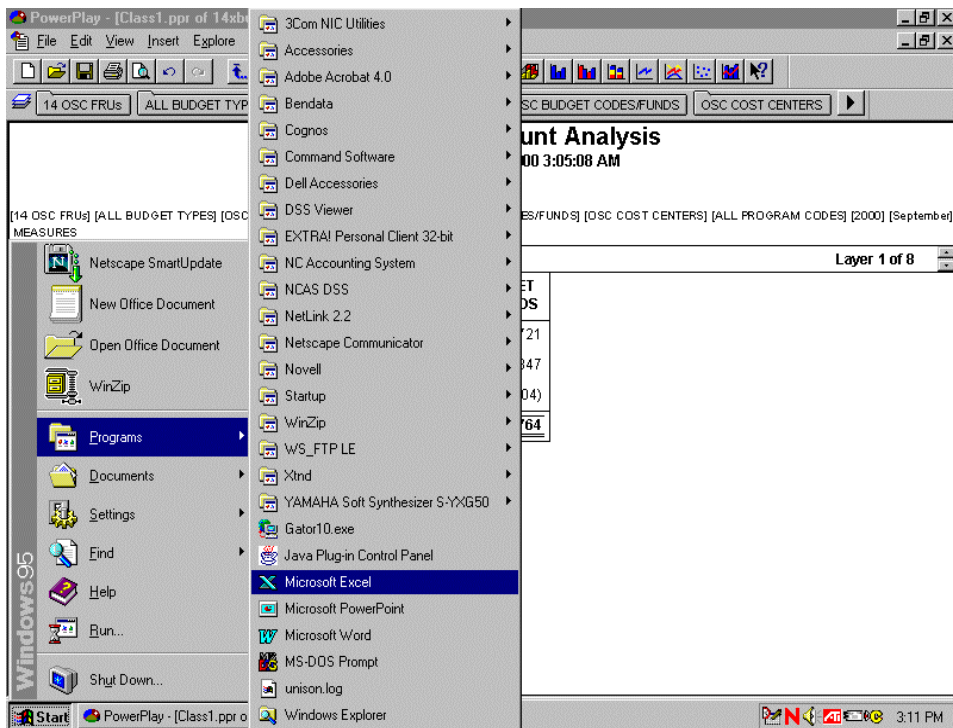 PowerPlay - [Class1.ppr of 14xb
File Edit View Insert Explore
14 OSC FRUs ALL BUDGET TYP SC BUDGET CODES/FUNDS OSC COST CENTERS
unt Analysis
00 3:05:08 AM
[14 OSC FRUs] [ALL BUDGET TYPES] [OSC ES/FUNDS] [OSC COST CENTERS] [ALL PROGRAM CODES] [2000] [September]
MEASURES
Layer 1 of 8
ET
DS
721
347
04)
764
Netscape SmartUpdate
New Office Document
Open Office Document
WinZip
Programs
Documents
Settings
Find
Help
Run...
Shut Down...
Windows95
3Com NIC Utilities
Accessories
Adobe Acrobat 4.0
Bendata
Cognos
Command Software
Dell Accessories
DSS Viewer
EXTRA! Personal Client 32-bit
NC Accounting System
NCAS DSS
NetLink 2.2
Netscape Communicator
Novell
Startup
WinZip
WS_FTP LE
Xtnd
YAMAHA Soft Synthesizer S-YXG50
Gator10.exe
Java Plug-in Control Panel
Microsoft Excel
Microsoft PowerPoint
Microsoft Word
MS-DOS Prompt
unison.log
Windows Explorer
Start PowerPlay - [Class1.ppr o 3:11 PM